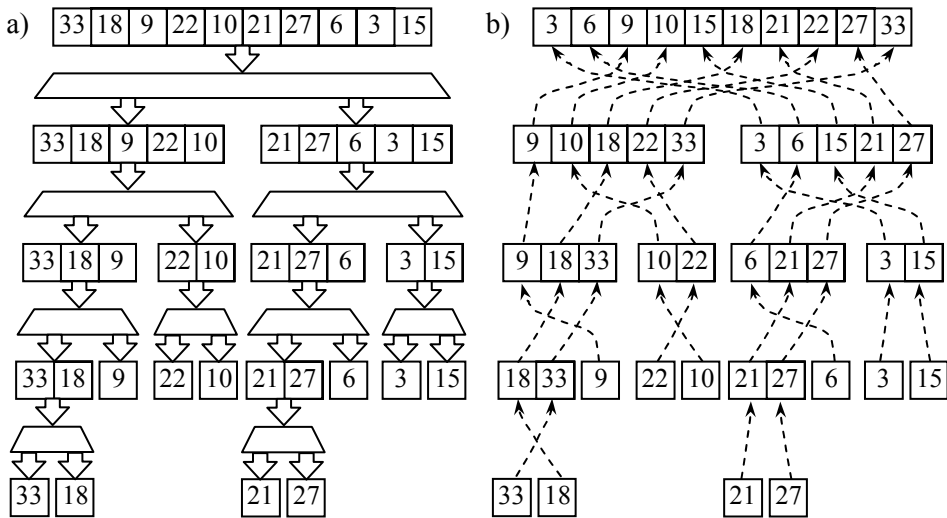 a) 33 18 9 22 10 21 27 6 3 15
33 18 9 22 10 21 27 6 3 15
33 18 9 22 10 21 27 6 3 15
33 18 9 22 10 21 27 6 3 15
33 18 21 27
b) 3 6 9 10 15 18 21 22 27 33
9 10 18 22 33 3 6 15 21 27
9 18 33 10 22 6 21 27 3 15
18 33 9 22 10 21 27 6 3 15
33 18 21 27